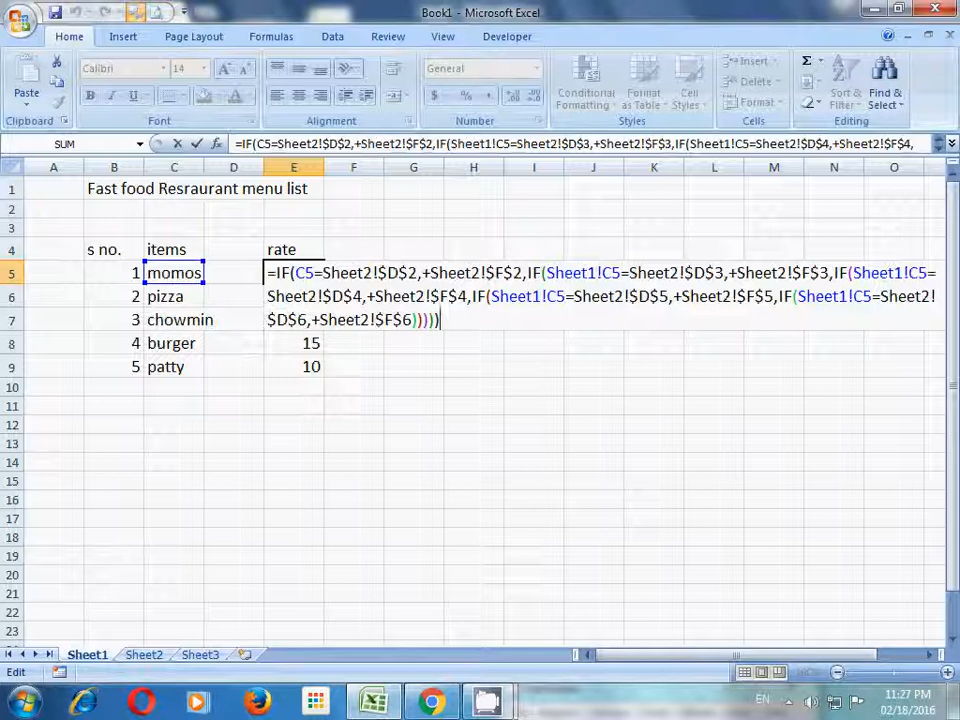 Book1 - Microsoft Excel
Home Insert Page Layout Formulas Data Review View Developer
Paste
Calibri 14 A A
B I U
General
$ % ,
Conditional Formatting
Format as Table
Cell Styles
Insert
Delete
Format
Σ
Sort & Filter
Find & Select
Clipboard Font Alignment Number Styles Cells Editing
SUM fx =IF(C5=Sheet2!$D$2,+Sheet2!$F$2,IF(Sheet1!C5=Sheet2!$D$3,+Sheet2!$F$3,IF(Sheet1!C5=Sheet2!$D$4,+Sheet2!$F$4,
A B C D E F G H I J K L M N O
1 Fast food Resraurant menu list
2
3
4 s no. items rate
5 1 momos =IF(C5=Sheet2!$D$2,+Sheet2!$F$2,IF(Sheet1!C5=Sheet2!$D$3,+Sheet2!$F$3,IF(Sheet1!C5=
6 2 pizza Sheet2!$D$4,+Sheet2!$F$4,IF(Sheet1!C5=Sheet2!$D$5,+Sheet2!$F$5,IF(Sheet1!C5=Sheet2!
7 3 chowmin $D$6,+Sheet2!$F$6)))))
8 4 burger 15
9 5 patty 10
10
11
12
13
14
15
16
17
18
19
20
21
22
23
Sheet1 Sheet2 Sheet3
Edit
EN
11:27 PM
02/18/2016